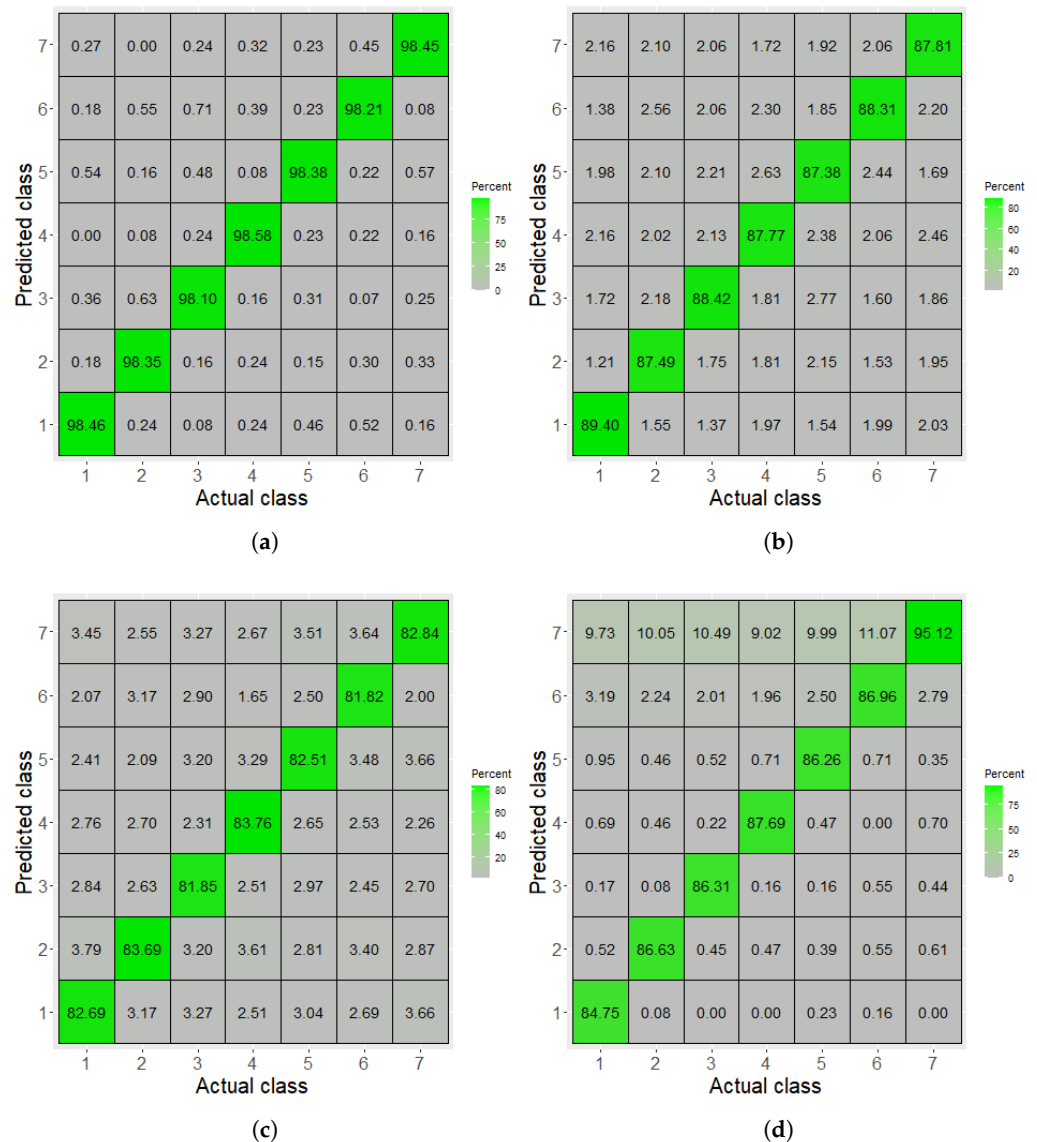 7 0.27 0.00 0.24 0.32 0.23 0.45 98.45
6 0.18 0.55 0.71 0.39 0.23 98.21 0.08
5 0.54 0.16 0.48 0.08 98.38 0.22 0.57
4 0.00 0.08 0.24 98.58 0.23 0.22 0.16
3 0.36 0.63 98.10 0.16 0.31 0.07 0.25
2 0.18 98.35 0.16 0.24 0.15 0.30 0.33
1 98.46 0.24 0.08 0.24 0.46 0.52 0.16
1 2 3 4 5 6 7
Actual class
Predicted class
Percent
75
50
25
0
(a)
7 2.16 2.10 2.06 1.72 1.92 2.06 87.81
6 1.38 2.56 2.06 2.30 1.85 88.31 2.20
5 1.98 2.10 2.21 2.63 87.38 2.44 1.69
4 2.16 2.02 2.13 87.77 2.38 2.06 2.46
3 1.72 2.18 88.42 1.81 2.77 1.60 1.86
2 1.21 87.49 1.75 1.81 2.15 1.53 1.95
1 89.40 1.55 1.37 1.97 1.54 1.99 2.03
1 2 3 4 5 6 7
Actual class
Predicted class
Percent
80
60
40
20
(b)
7 3.45 2.55 3.27 2.67 3.51 3.64 82.84
6 2.07 3.17 2.90 1.65 2.50 81.82 2.00
5 2.41 2.09 3.20 3.29 82.51 3.48 3.66
4 2.76 2.70 2.31 83.76 2.65 2.53 2.26
3 2.84 2.63 81.85 2.51 2.97 2.45 2.70
2 3.79 83.69 3.20 3.61 2.81 3.40 2.87
1 82.69 3.17 3.27 2.51 3.04 2.69 3.66
1 2 3 4 5 6 7
Actual class
Predicted class
Percent
80
60
40
20
(c)
7 9.73 10.05 10.49 9.02 9.99 11.07 95.12
6 3.19 2.24 2.01 1.96 2.50 86.96 2.79
5 0.95 0.46 0.52 0.71 86.26 0.71 0.35
4 0.69 0.46 0.22 87.69 0.47 0.00 0.70
3 0.17 0.08 86.31 0.16 0.16 0.55 0.44
2 0.52 86.63 0.45 0.47 0.39 0.55 0.61
1 84.75 0.08 0.00 0.00 0.23 0.16 0.00
1 2 3 4 5 6 7
Actual class
Predicted class
Percent
75
50
25
0
(d)